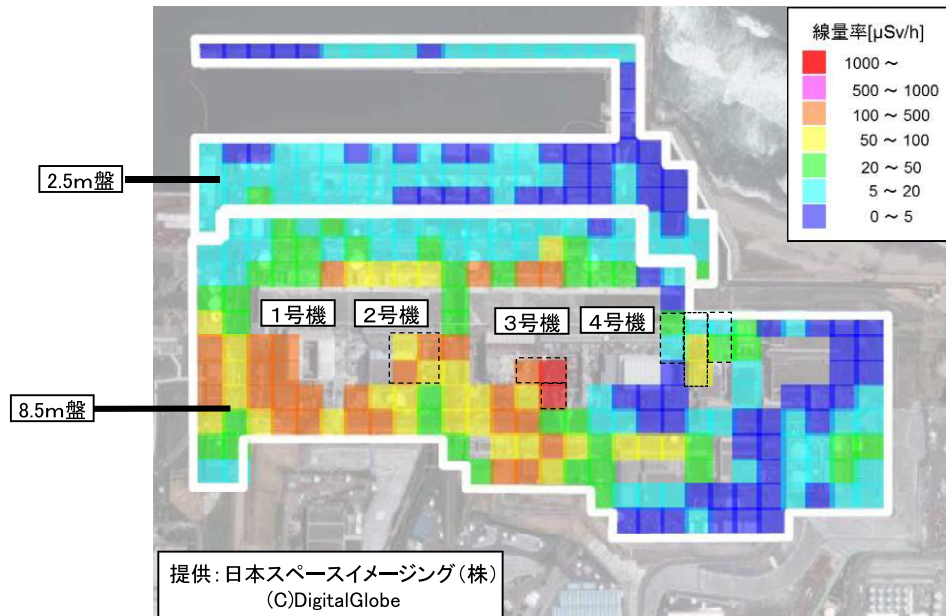 線量率[μSv/h]
1000 ~
500 ~ 1000
100 ~ 500
50 ~ 100
20 ~ 50
5 ~ 20
0 ~ 5
2.5m盤
1号機
2号機
3号機
4号機
8.5m盤
提供：日本スペースイメージング（株）
(C)DigitalGlobe